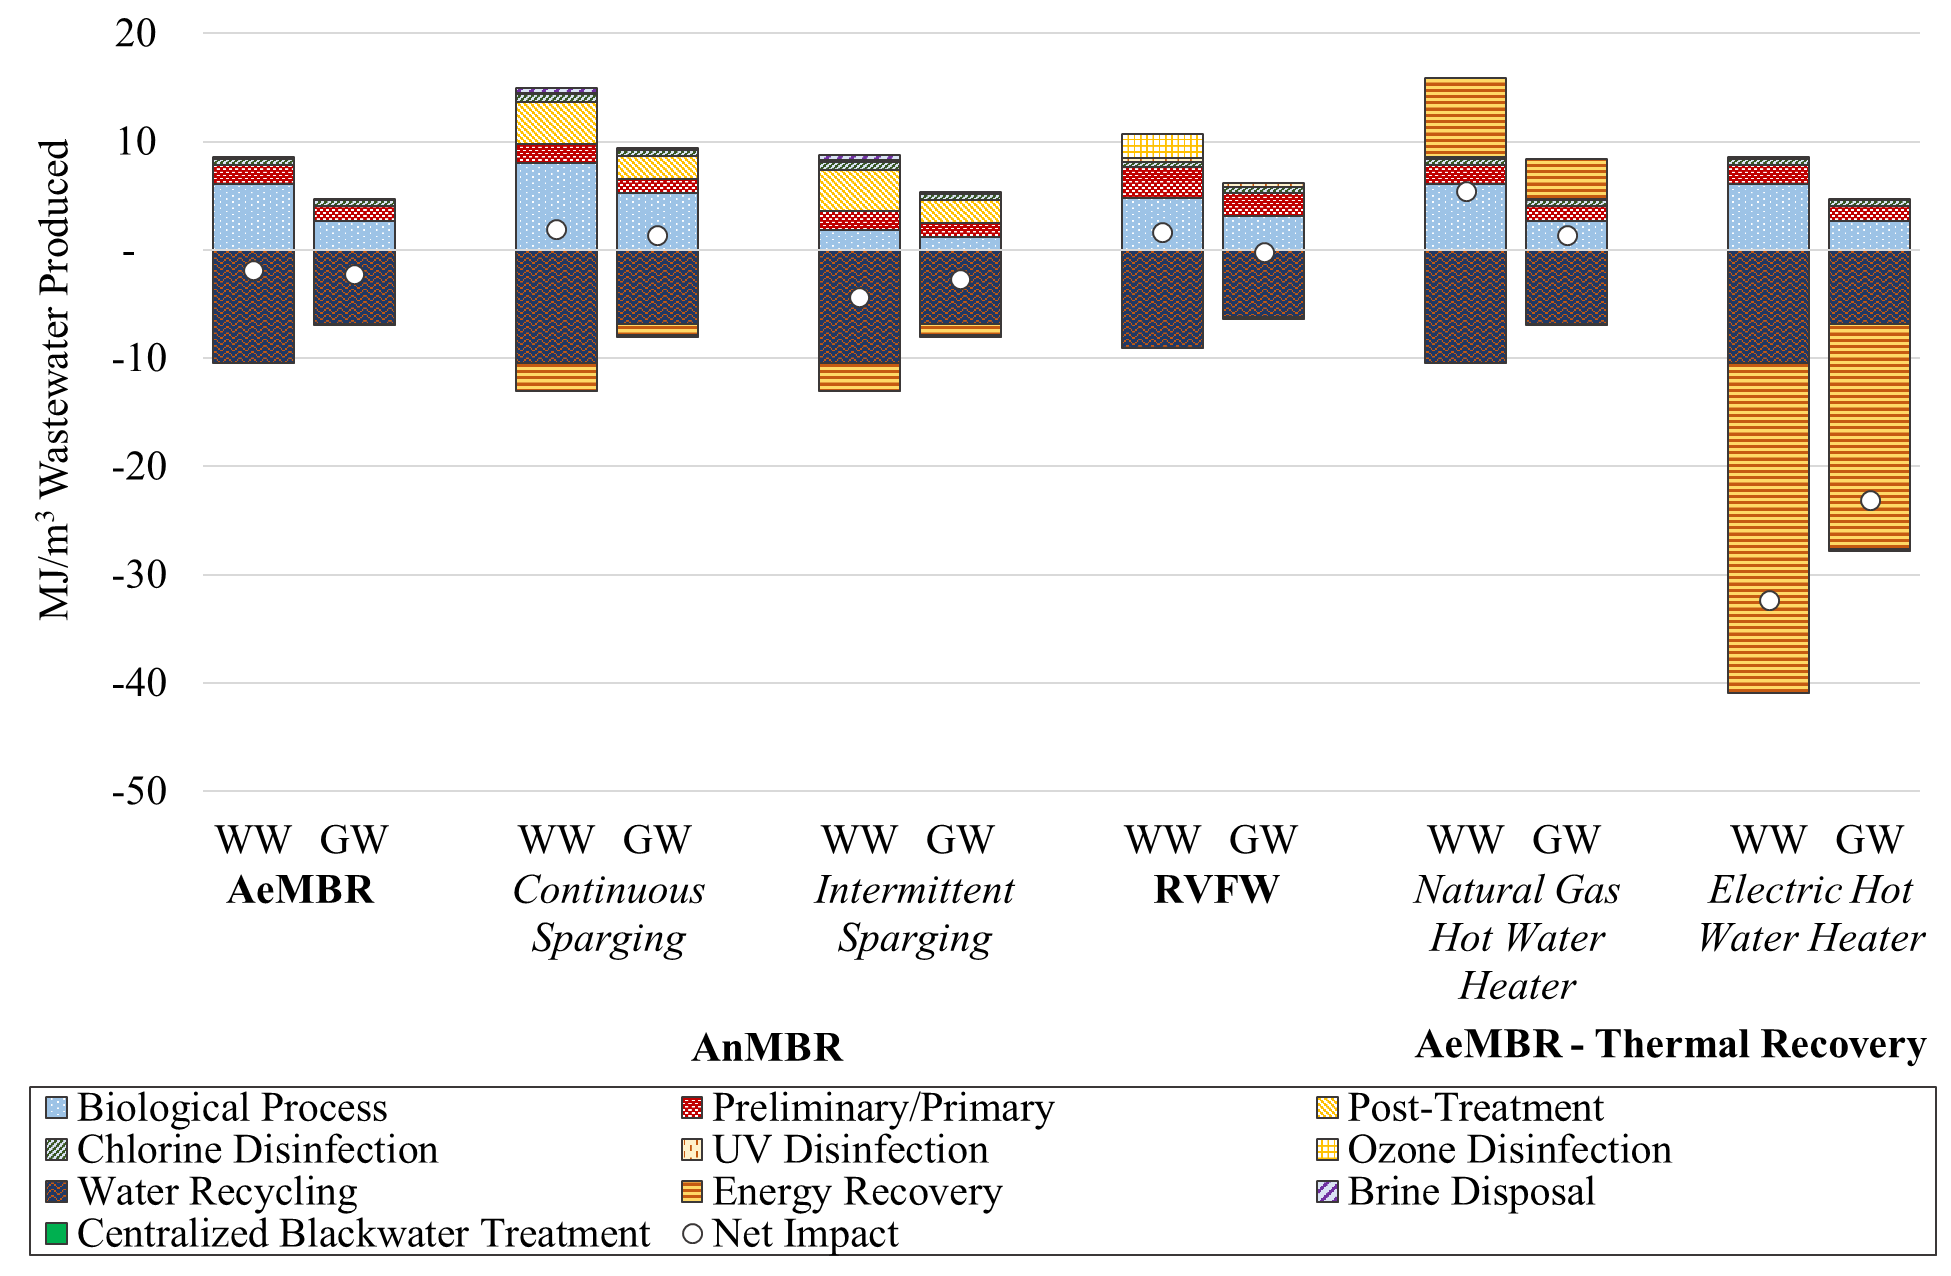 20
10
-
-10
-20
-30
-40
-50
MJ/m³ Wastewater Produced
WW GW WW GW WW GW WW GW WW GW WW GW
AeMBR Continuous Intermittent RVFW Natural Gas Electric Hot
Sparging Sparging Hot Water Water Heater
Heater
AnMBR AeMBR - Thermal Recovery
Biological Process Preliminary/Primary Post-Treatment
Chlorine Disinfection UV Disinfection Ozone Disinfection
Water Recycling Energy Recovery Brine Disposal
Centralized Blackwater Treatment Net Impact